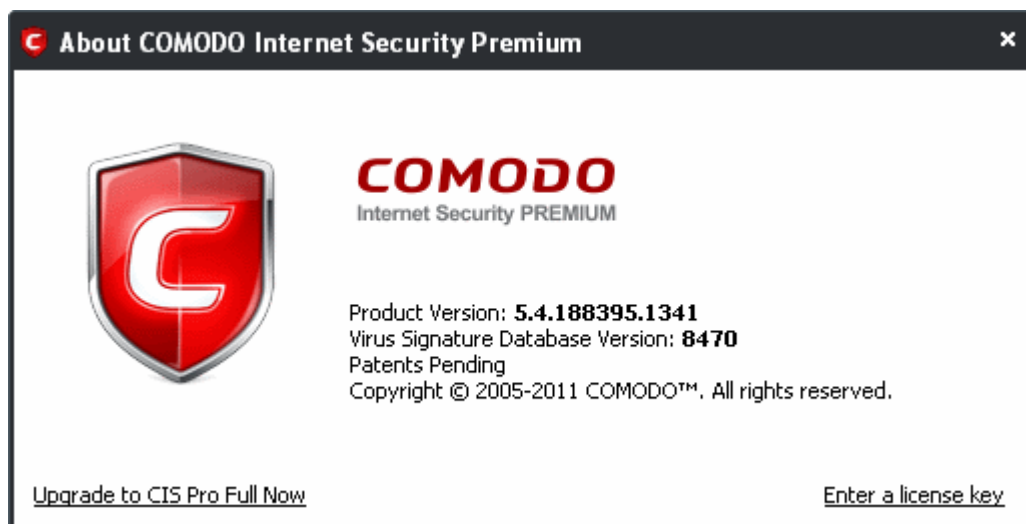 About COMODO Internet Security Premium
COMODO
Internet Security PREMIUM
Product Version: 5.4.188395.1341
Virus Signature Database Version: 8470
Patents Pending
Copyright © 2005-2011 COMODO™. All rights reserved.
Upgrade to CIS Pro Full Now
Enter a license key